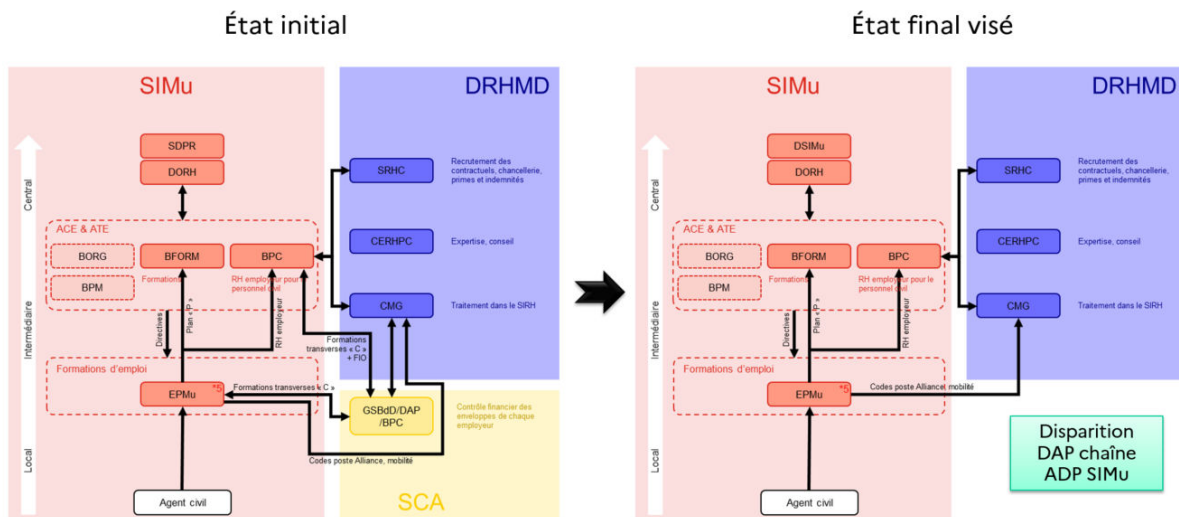 État initial
SIMu
DRHMD
SDPR
DORH
SRHC
Recrutement des
contractuels, chancellerie,
primes et indemnités
Central
ACE & ATE
BORG
BFORM
BPC
CERHPC
Expertise, conseil
Formations
RH employeur pour le
personnel civil
BPM
CMG
Traitement dans le SIRH
Intermédiaire
Directives
Plan « P »
RH employeur
Formations
transverses « C »
+ FIO
Formations d'emploi
EPMu
*5
Formations transverses « C »
GSBdD/DAP
/BPC
Contrôle financier des
enveloppes de chaque
employeur
Codes poste Alliance, mobilité
Local
Agent civil
SCA
État final visé
SIMu
DRHMD
DSIMu
DORH
SRHC
Recrutement des
contractuels, chancellerie,
primes et indemnités
Central
ACE & ATE
BORG
BFORM
BPC
CERHPC
Expertise, conseil
Formations
RH employeur pour le
personnel civil
BPM
CMG
Traitement dans le SIRH
Intermédiaire
Directives
Plan « P »
RH employeur
Formations d'emploi
EPMu
*5
Codes poste Alliance, mobilité
Local
Agent civil
Disparition
DAP chaîne
ADP SIMu